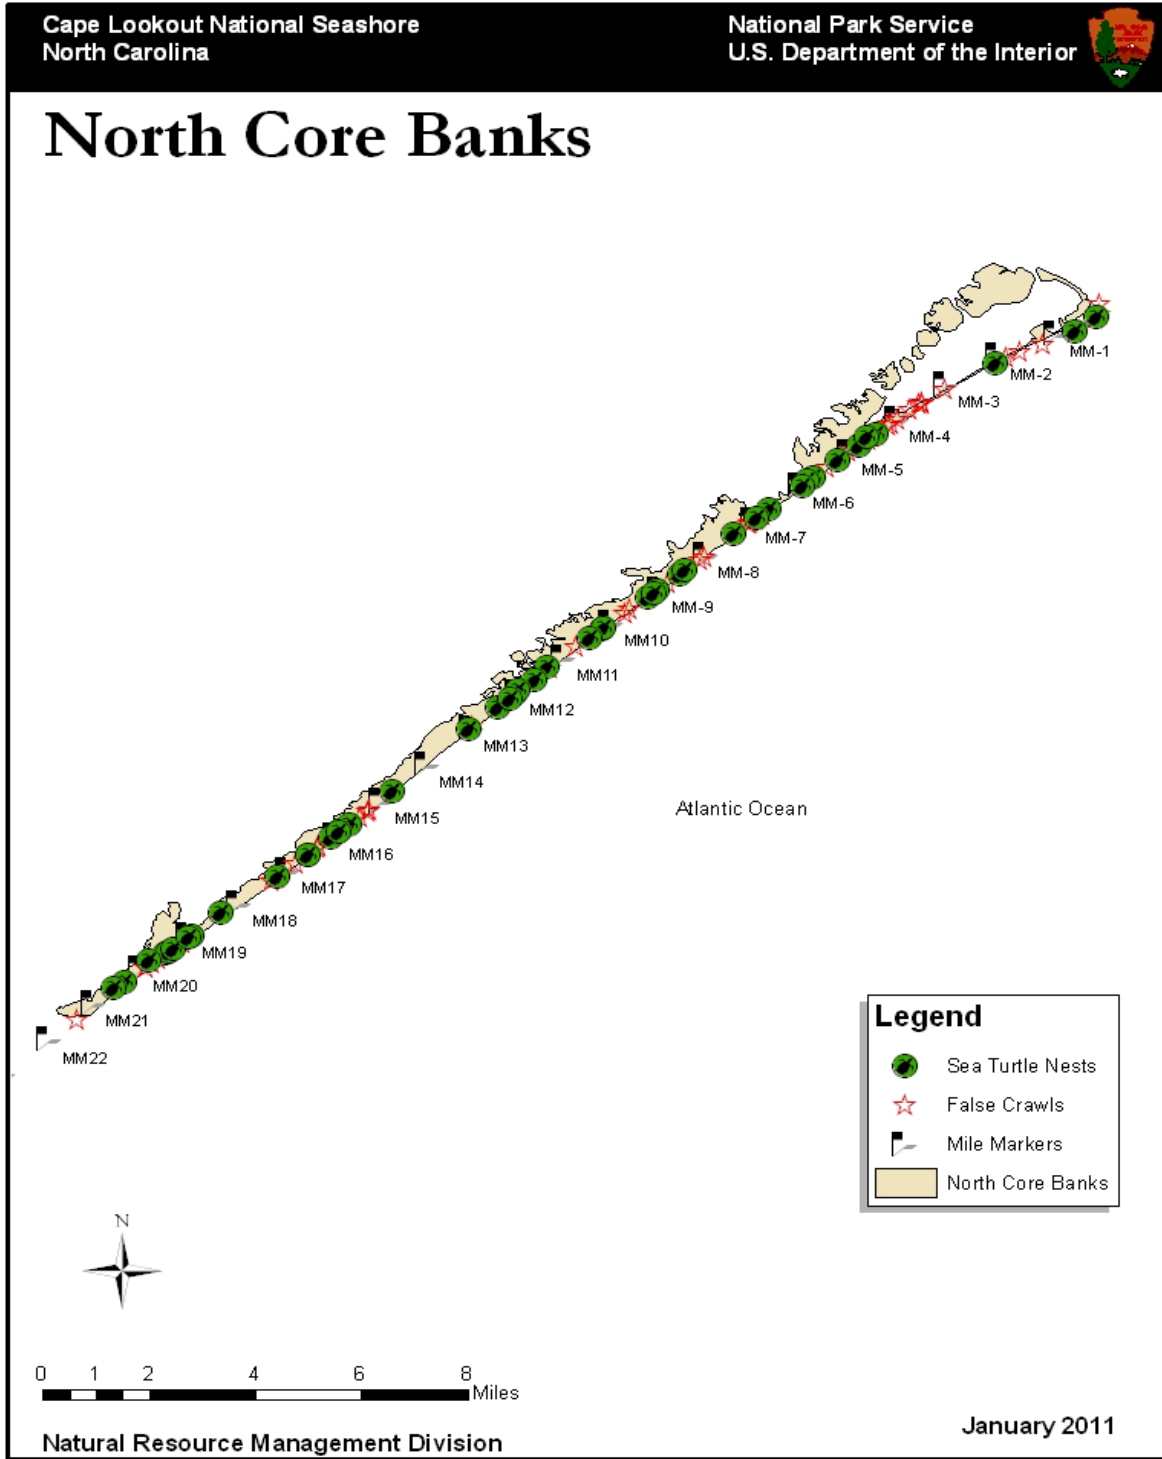 Cape Lookout National Seashore
North Carolina
National Park Service
U.S. Department of the Interior
North Core Banks
MM-1
MM-2
MM-3
MM-4
MM-5
MM-6
MM-7
MM-8
MM-9
MM10
MM11
MM12
MM13
MM14
MM15
MM16
MM17
MM18
MM19
MM20
MM21
MM22
Atlantic Ocean
Legend
Sea Turtle Nests
False Crawls
Mile Markers
North Core Banks
N
0 1 2 4 6 8
Miles
Natural Resource Management Division
January 2011